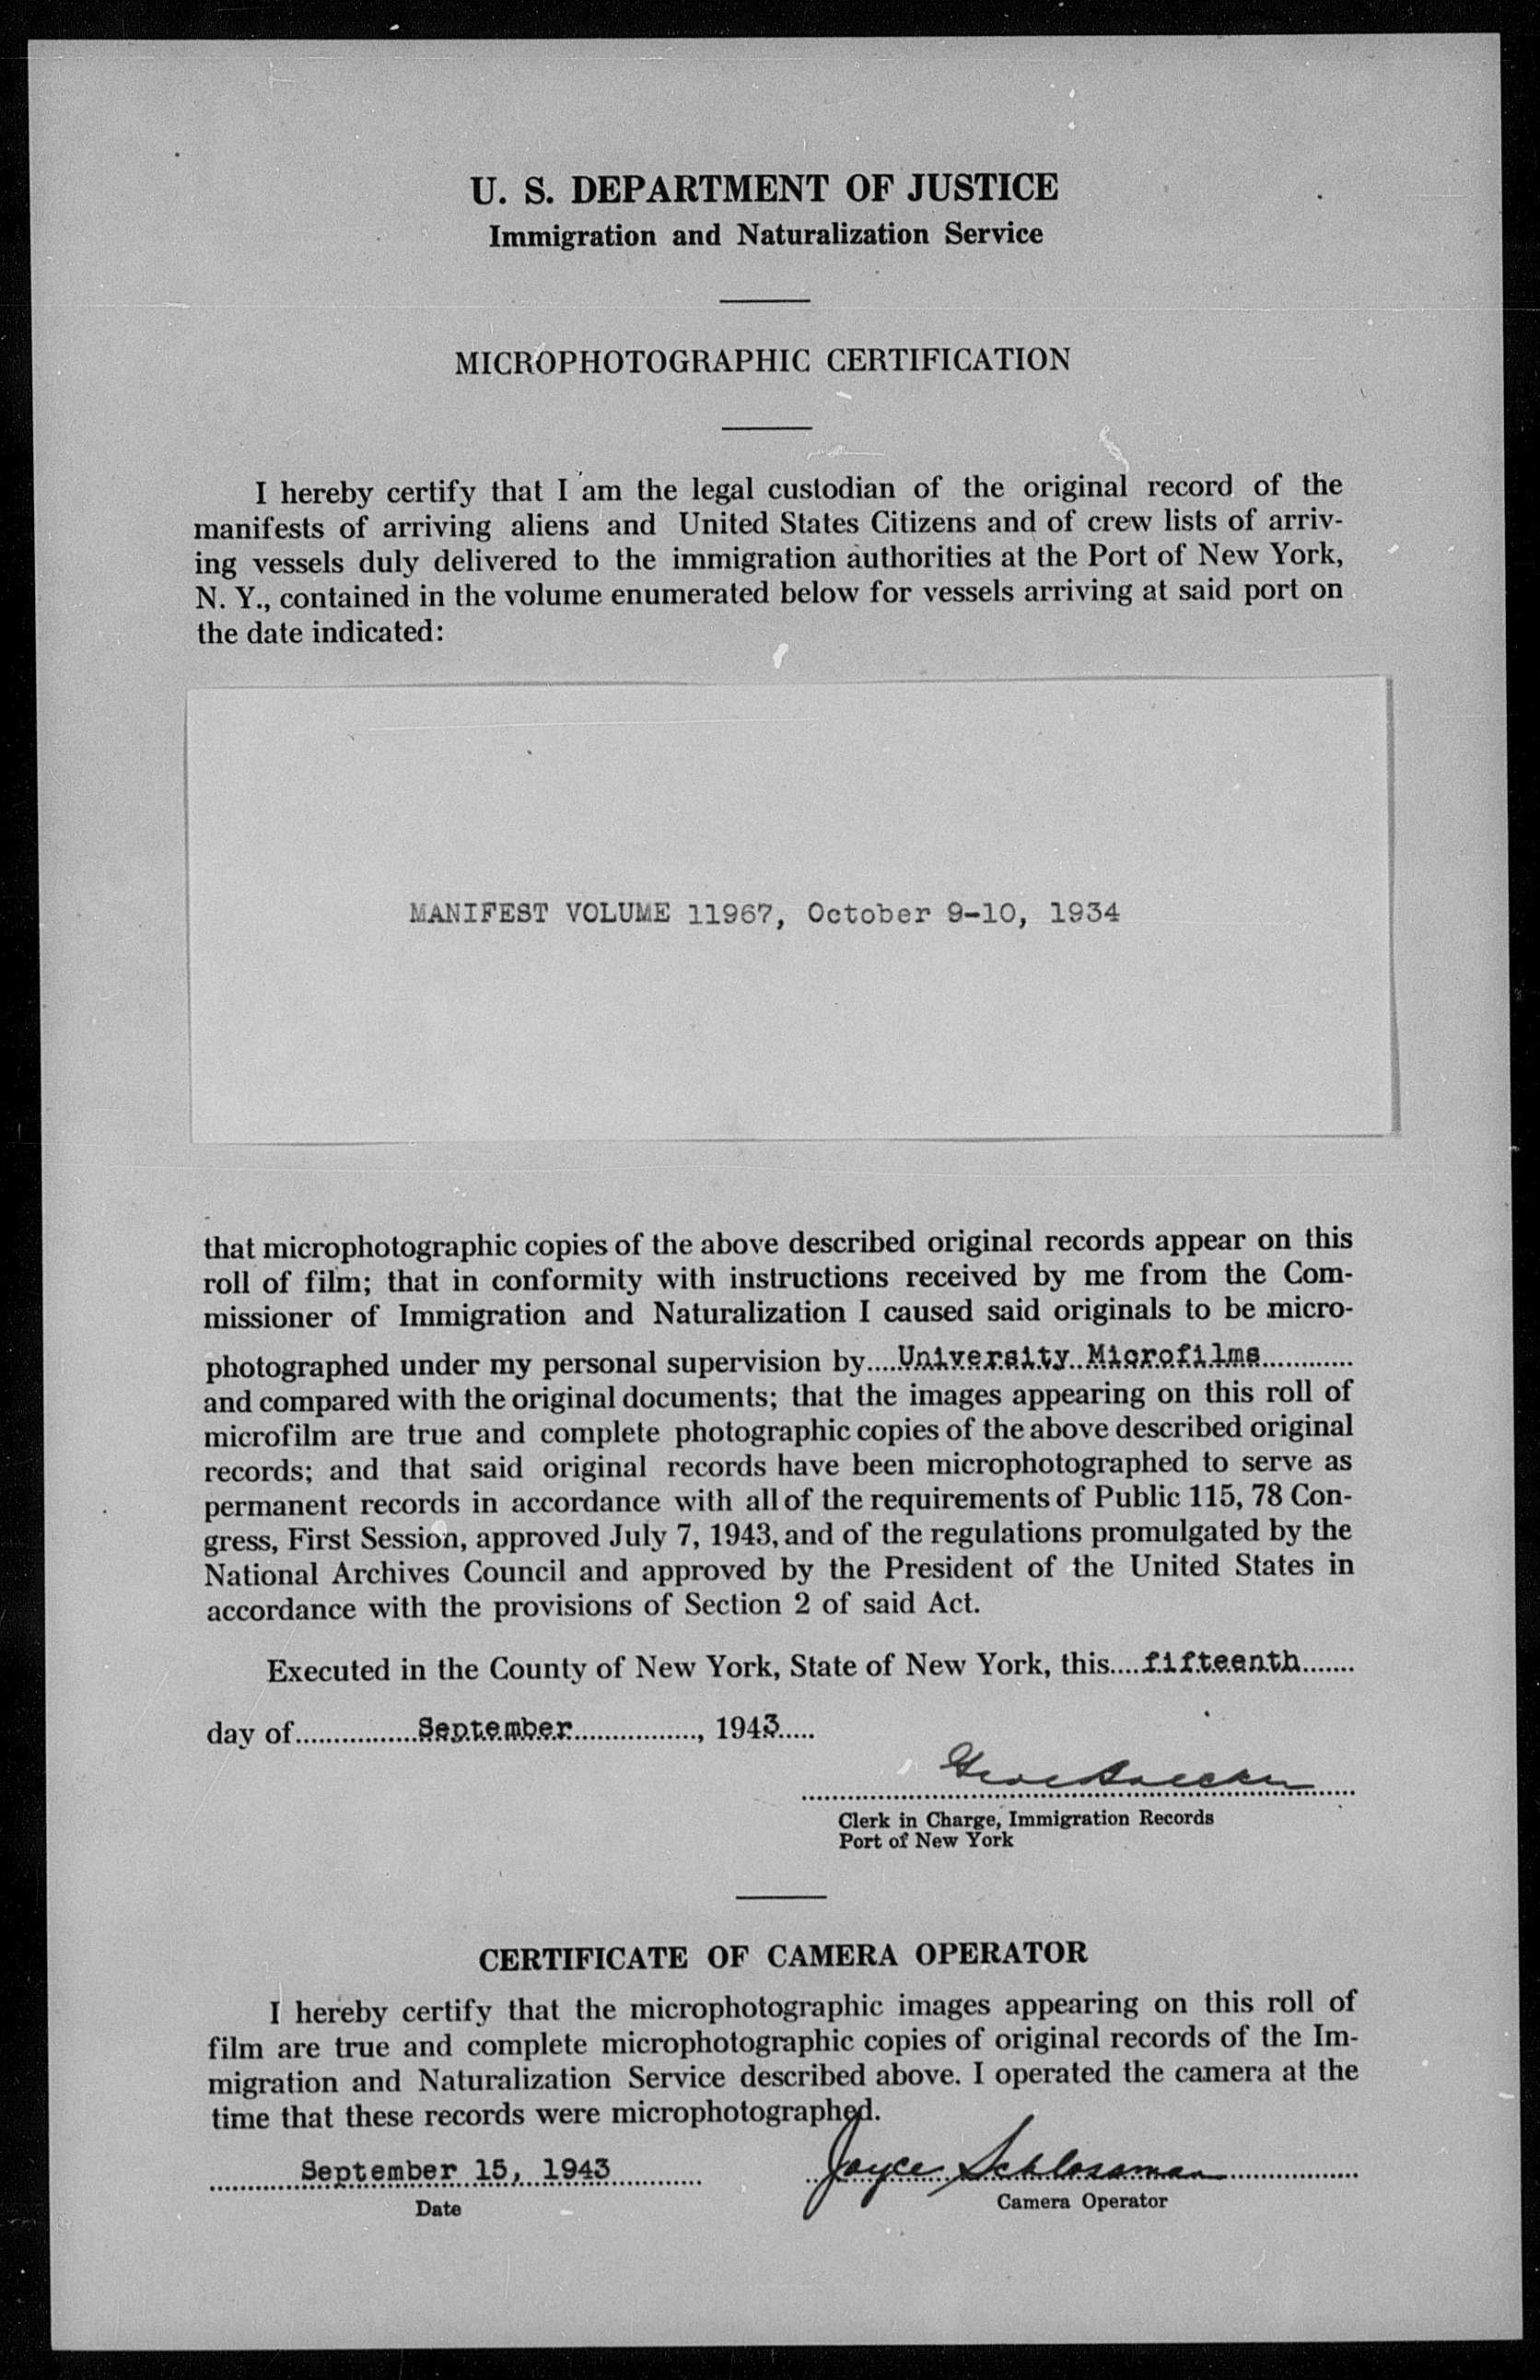 U. S. DEPARTMENT OF JUSTICE
Immigration and Naturalization Service
MICROPHOTOGRAPHIC CERTIFICATION
I hereby certify that I am the legal custodian of the original record of the
manifests of arriving aliens and United States Citizens and of crew lists of arriv-
ing vessels duly delivered to the immigration authorities at the Port of New York,
N. Y., contained in the volume enumerated below for vessels arriving at said port on
the date indicated:
MANIFEST VOLUME 11967, October 9-10, 1934
that microphotographic copies of the above described original records appear on this
roll of film; that in conformity with instructions received by me from the Com-
missioner of Immigration and Naturalization I caused said originals to be micro-
photographed under my personal supervision by....University Microfilms............
and compared with the original documents; that the images appearing on this roll of
microfilm are true and complete photographic copies of the above described original
records; and that said original records have been microphotographed to serve as
permanent records in accordance with all of the requirements of Public 115, 78 Con-
gress, First Session, approved July 7, 1943, and of the regulations promulgated by the
National Archives Council and approved by the President of the United States in
accordance with the provisions of Section 2 of said Act.
Executed in the County of New York, State of New York, this....fifteenth.......
day of................September................, 1943.....
Clerk in Charge, Immigration Records
Port of New York
CERTIFICATE OF CAMERA OPERATOR
I hereby certify that the microphotographic images appearing on this roll of
film are true and complete microphotographic copies of original records of the Im-
migration and Naturalization Service described above. I operated the camera at the
time that these records were microphotographed.
September 15, 1943 Joyce Schlossman
Date Camera Operator